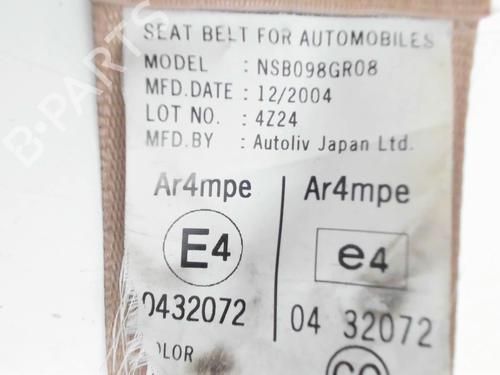 B-PARTS
SEAT BELT FOR AUTOMOBILES
MODEL : NSB098GR08
MFD.DATE : 12/2004
LOT NO. : 4Z24
MFD.BY : Autoliv Japan Ltd.
Ar4mpe Ar4mpe
E4 e4
0432072 04 32072